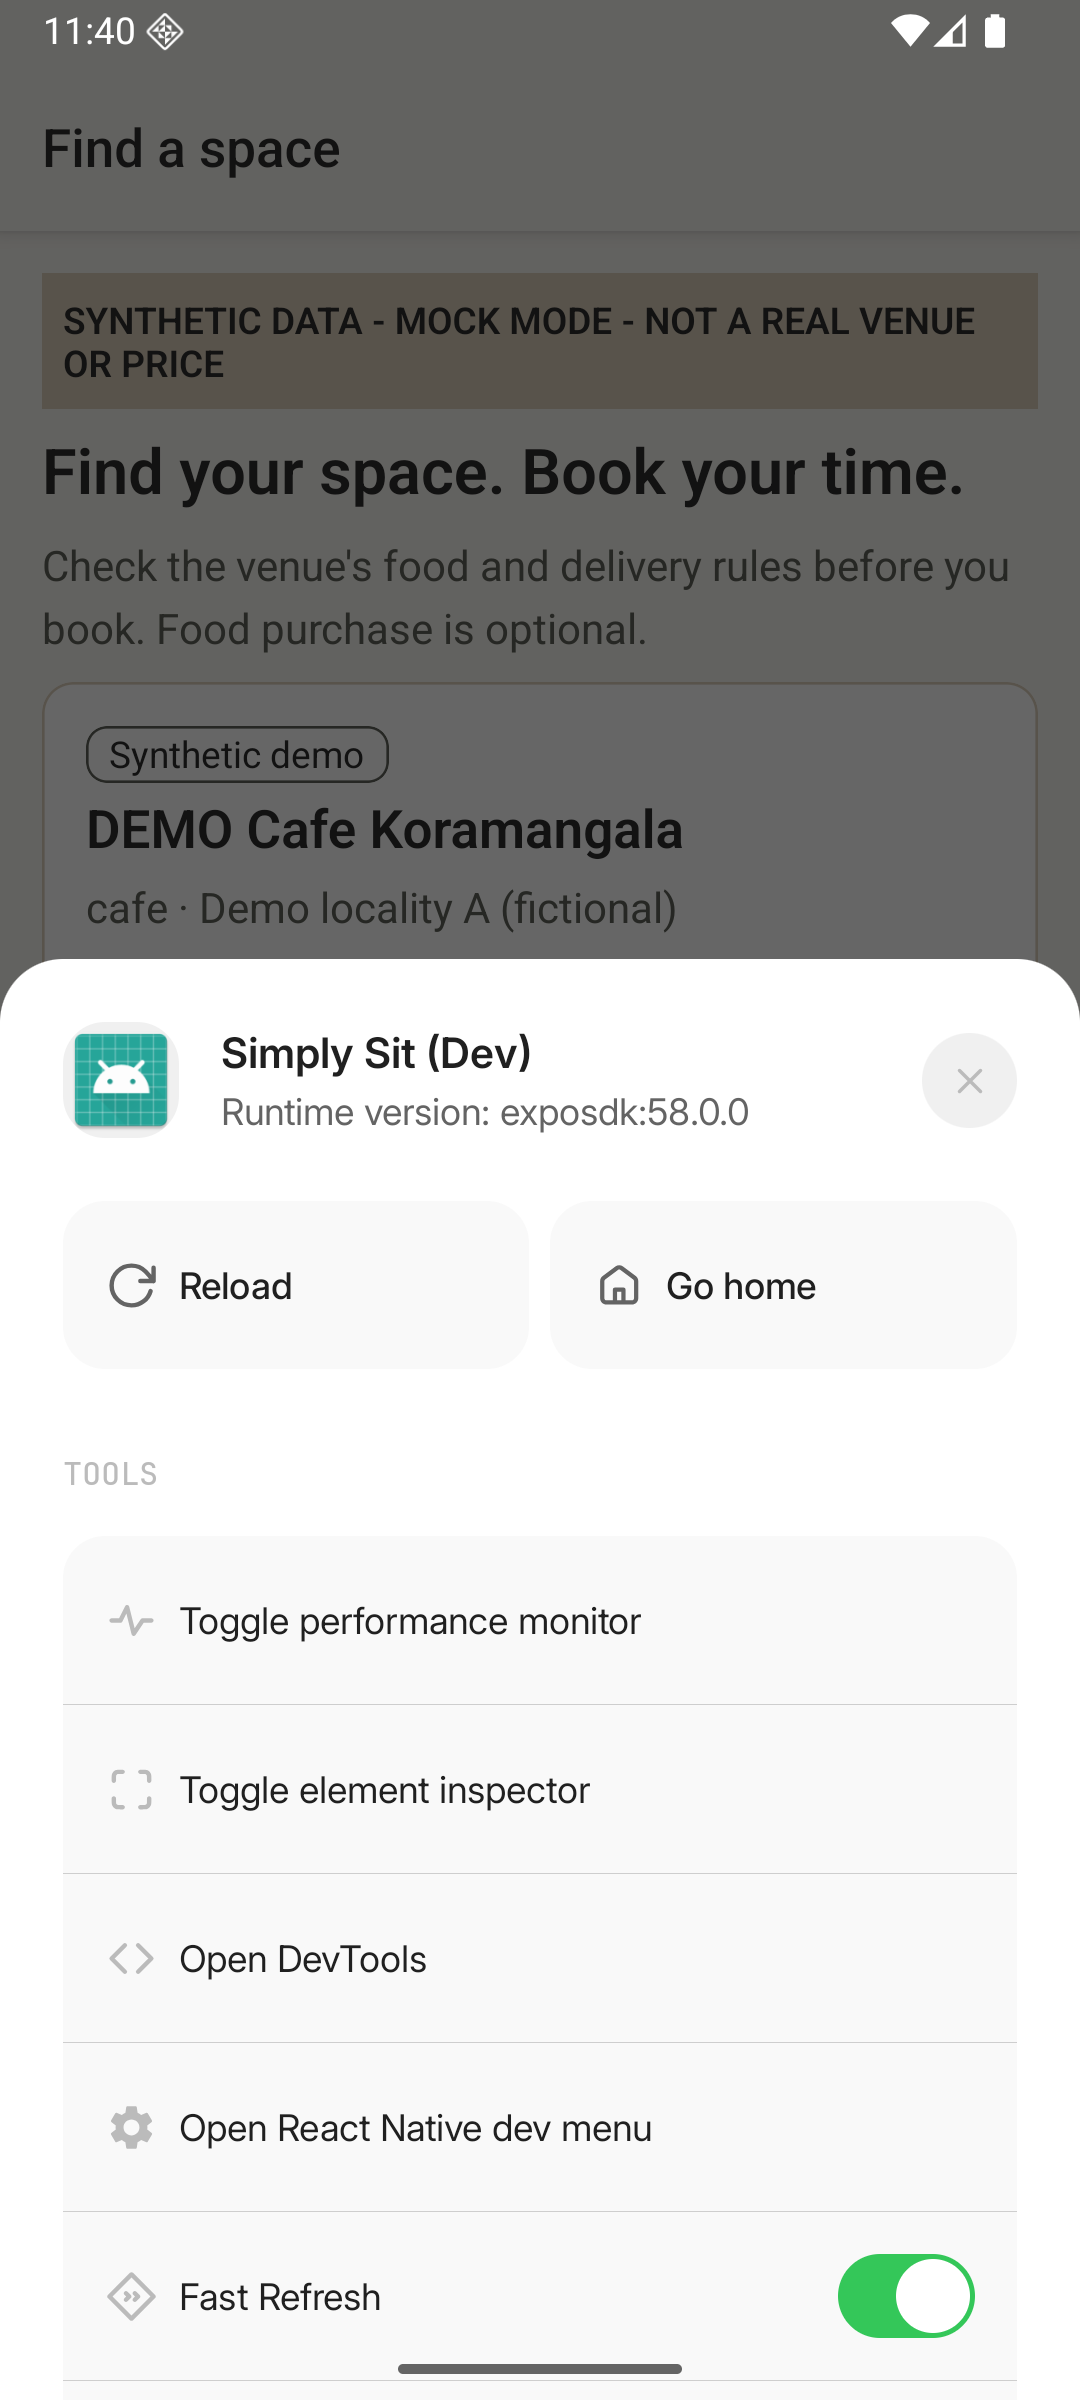 11:40
Find a space
SYNTHETIC DATA - MOCK MODE - NOT A REAL VENUE
OR PRICE
Find your space. Book your time.
Check the venue's food and delivery rules before you
book. Food purchase is optional.
Synthetic demo
DEMO Cafe Koramangala
cafe · Demo locality A (fictional)
Simply Sit (Dev)
Runtime version: exposdk:58.0.0
Reload
Go home
TOOLS
Toggle performance monitor
Toggle element inspector
Open DevTools
Open React Native dev menu
Fast Refresh